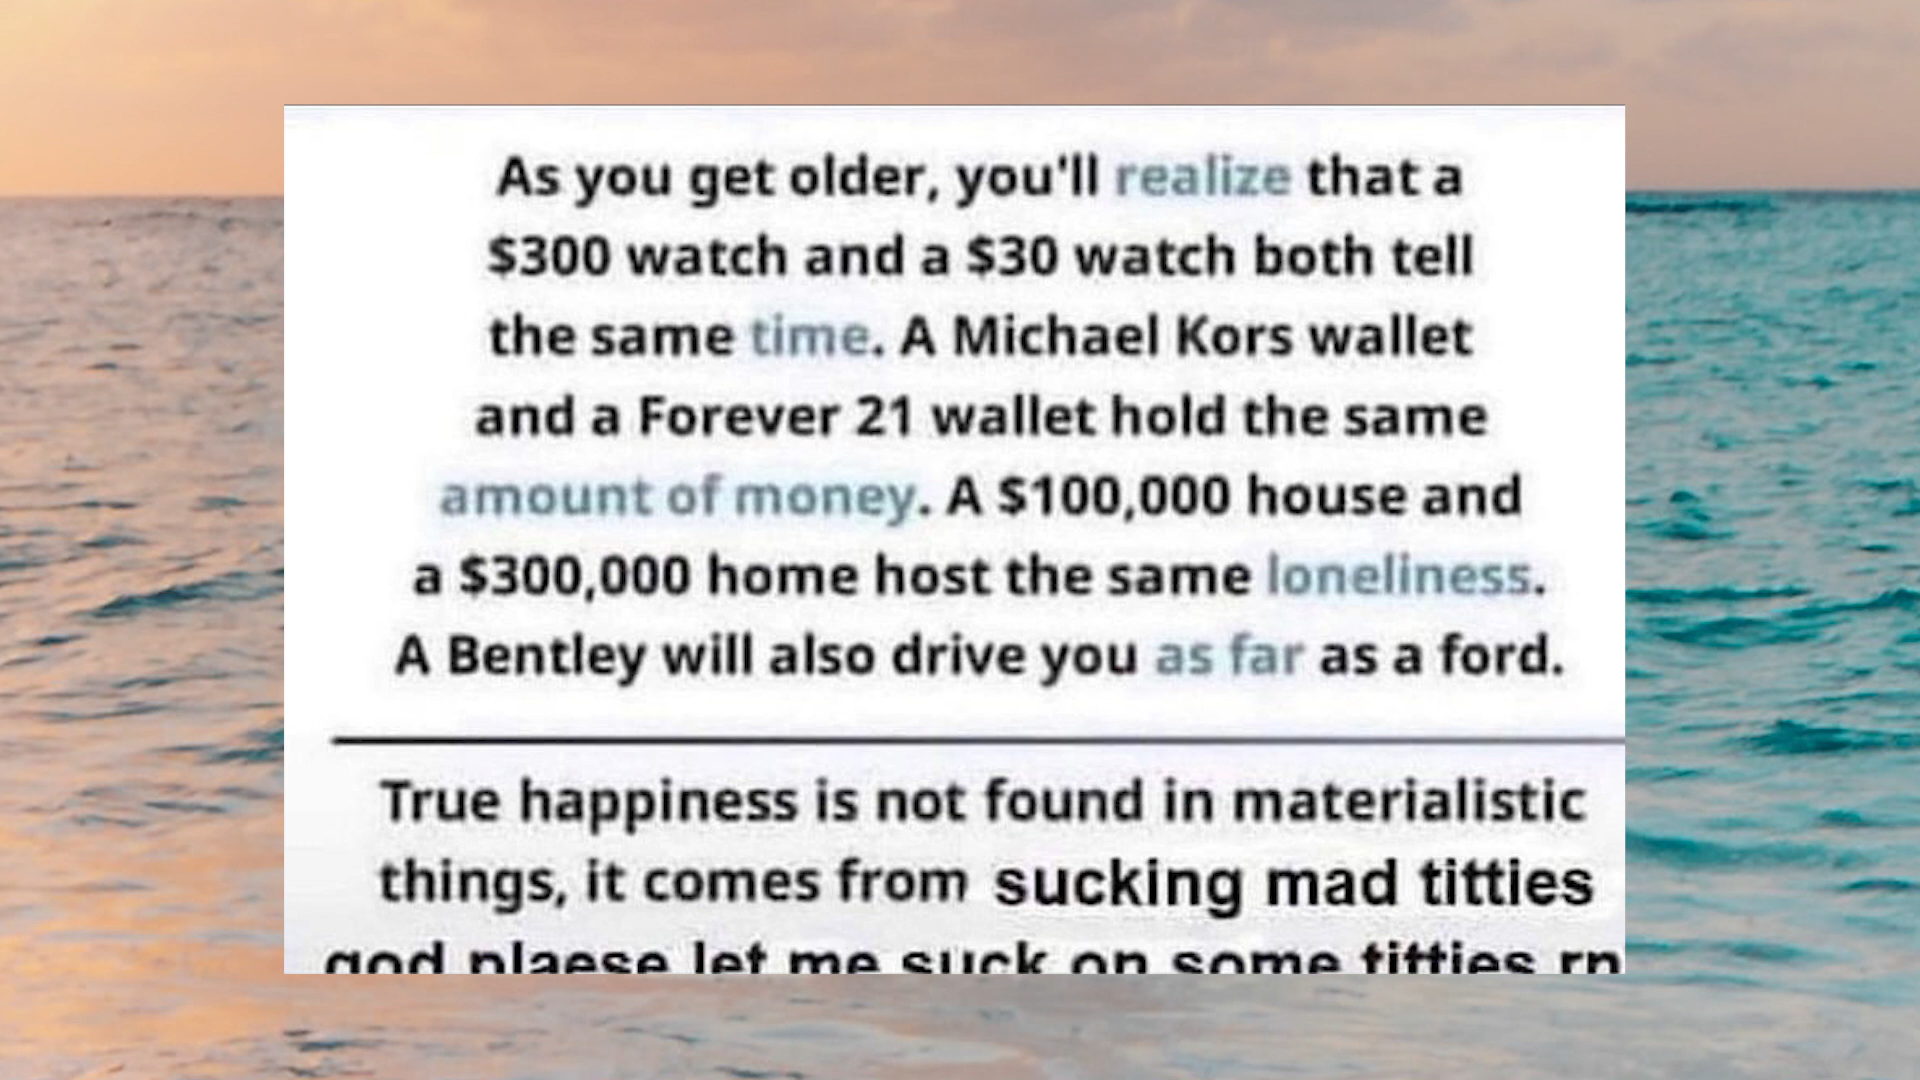 As you get older, you'll realize that a
$300 watch and a $30 watch both tell
the same time. A Michael Kors wallet
and a Forever 21 wallet hold the same
amount of money. A $100,000 house and
a $300,000 home host the same loneliness.
A Bentley will also drive you as far as a ford.
True happiness is not found in materialistic
things, it comes from sucking mad titties
god plaese let me suck on some titties rn